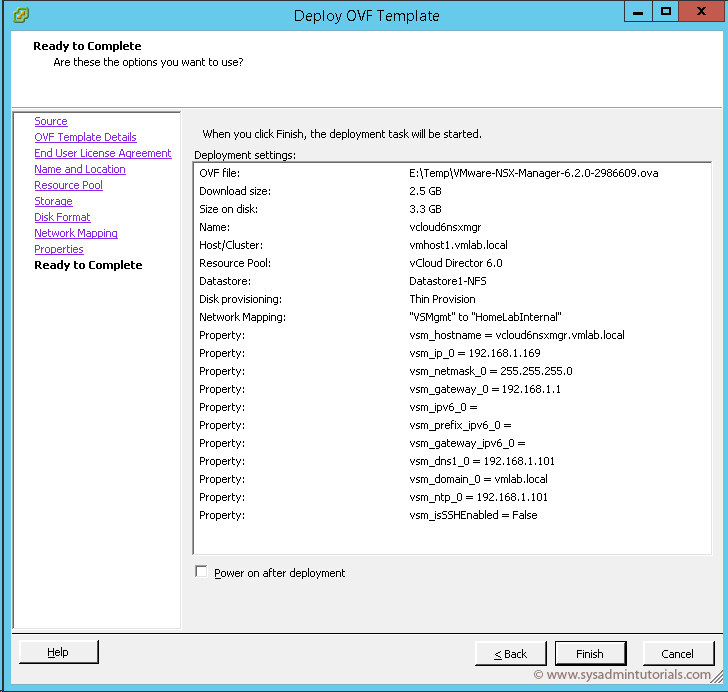 Deploy OVF Template
Ready to Complete
Are these the options you want to use?
Source
OVF Template Details
End User License Agreement
Name and Location
Resource Pool
Storage
Disk Format
Network Mapping
Properties
Ready to Complete
When you click Finish, the deployment task will be started.
Deployment settings:
OVF file: E:\Temp\VMware-NSX-Manager-6.2.0-2986609.ova
Download size: 2.5 GB
Size on disk: 3.3 GB
Name: vcloud6nsxmgr
Host/Cluster: vmhost1.vmlab.local
Resource Pool: vCloud Director 6.0
Datastore: Datastore1-NFS
Disk provisioning: Thin Provision
Network Mapping: "VSMgmt" to "HomeLabInternal"
Property: vsm_hostname = vcloud6nsxmgr.vmlab.local
Property: vsm_ip_0 = 192.168.1.169
Property: vsm_netmask_0 = 255.255.255.0
Property: vsm_gateway_0 = 192.168.1.1
Property: vsm_ipv6_0 =
Property: vsm_prefix_ipv6_0 =
Property: vsm_gateway_ipv6_0 =
Property: vsm_dns1_0 = 192.168.1.101
Property: vsm_domain_0 = vmlab.local
Property: vsm_ntp_0 = 192.168.1.101
Property: vsm_isSSHEnabled = False
Power on after deployment
Help
< Back
Finish
Cancel
© www.sysadmintutorials.com